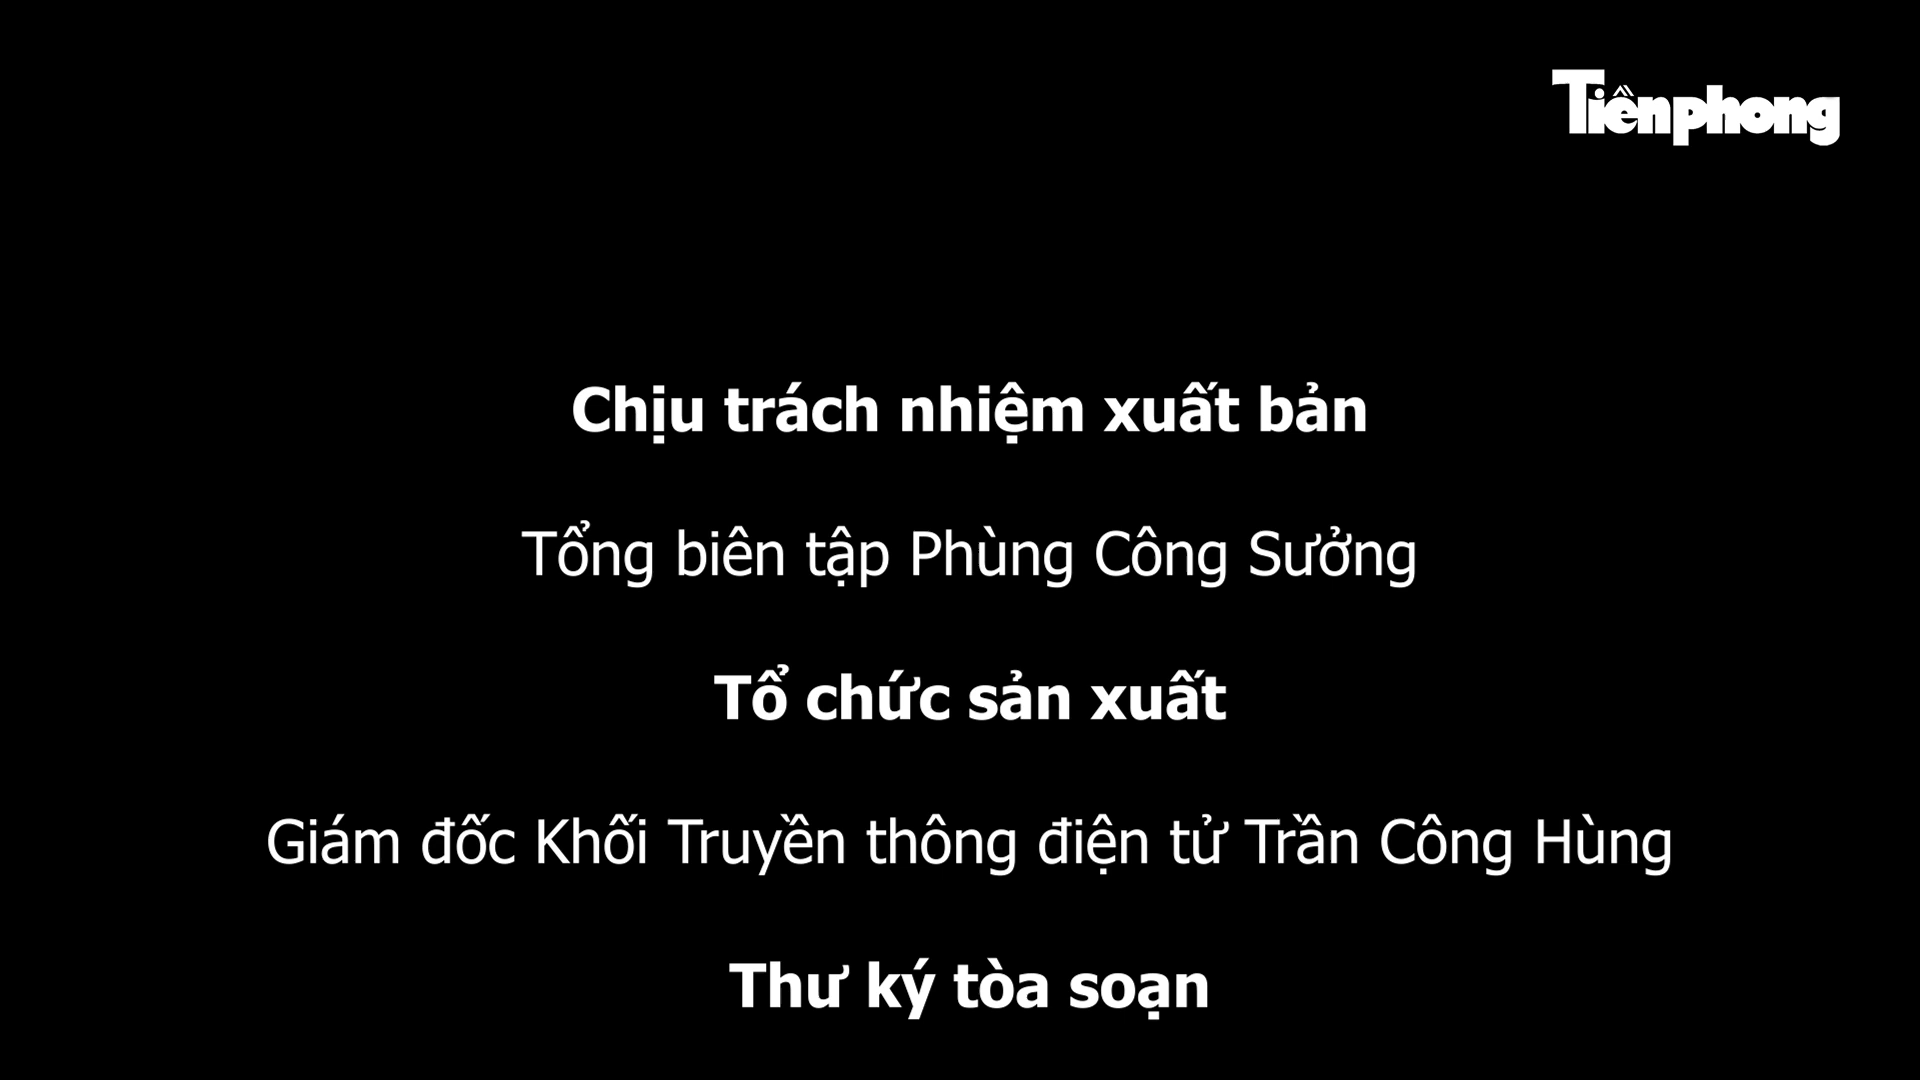 Tiềnphong
Chịu trách nhiệm xuất bản
Tổng biên tập Phùng Công Sưởng
Tổ chức sản xuất
Giám đốc Khối Truyền thông điện tử Trần Công Hùng
Thư ký tòa soạn